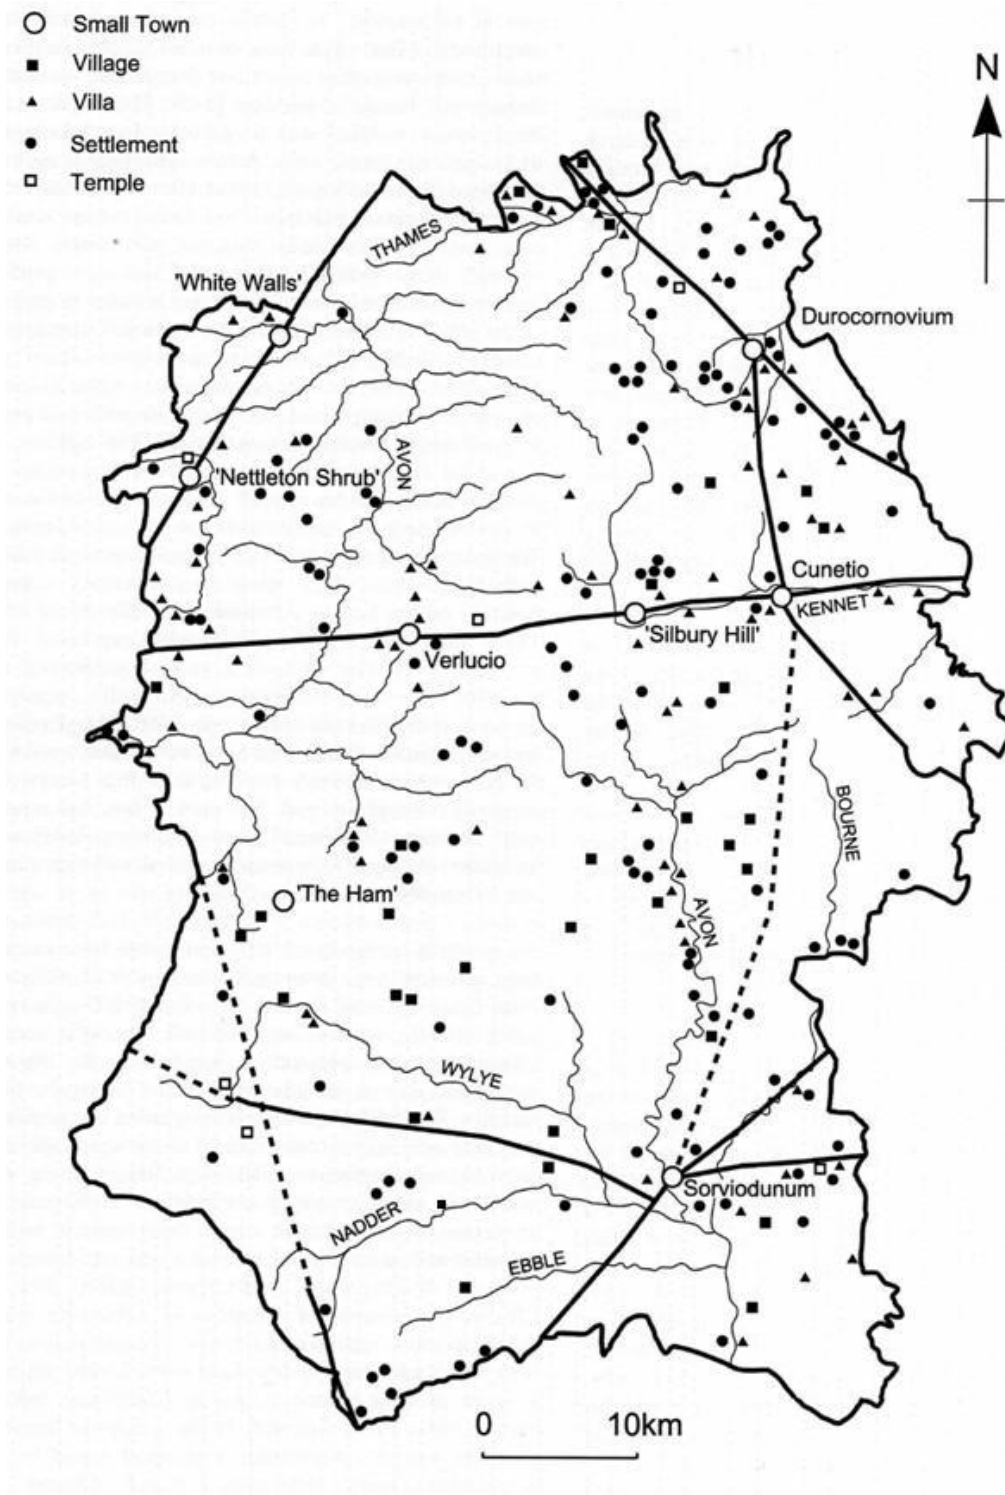 Small Town
Village
Villa
Settlement
Temple
N
THAMES
'White Walls'
Durocornovium
AVON
'Nettleton Shrub'
Cunetio
KENNET
'Silbury Hill'
Verlucio
BOURNE
'The Ham'
AVON
WYLYE
Sorviodunum
NADDER
EBBLE
0 10km